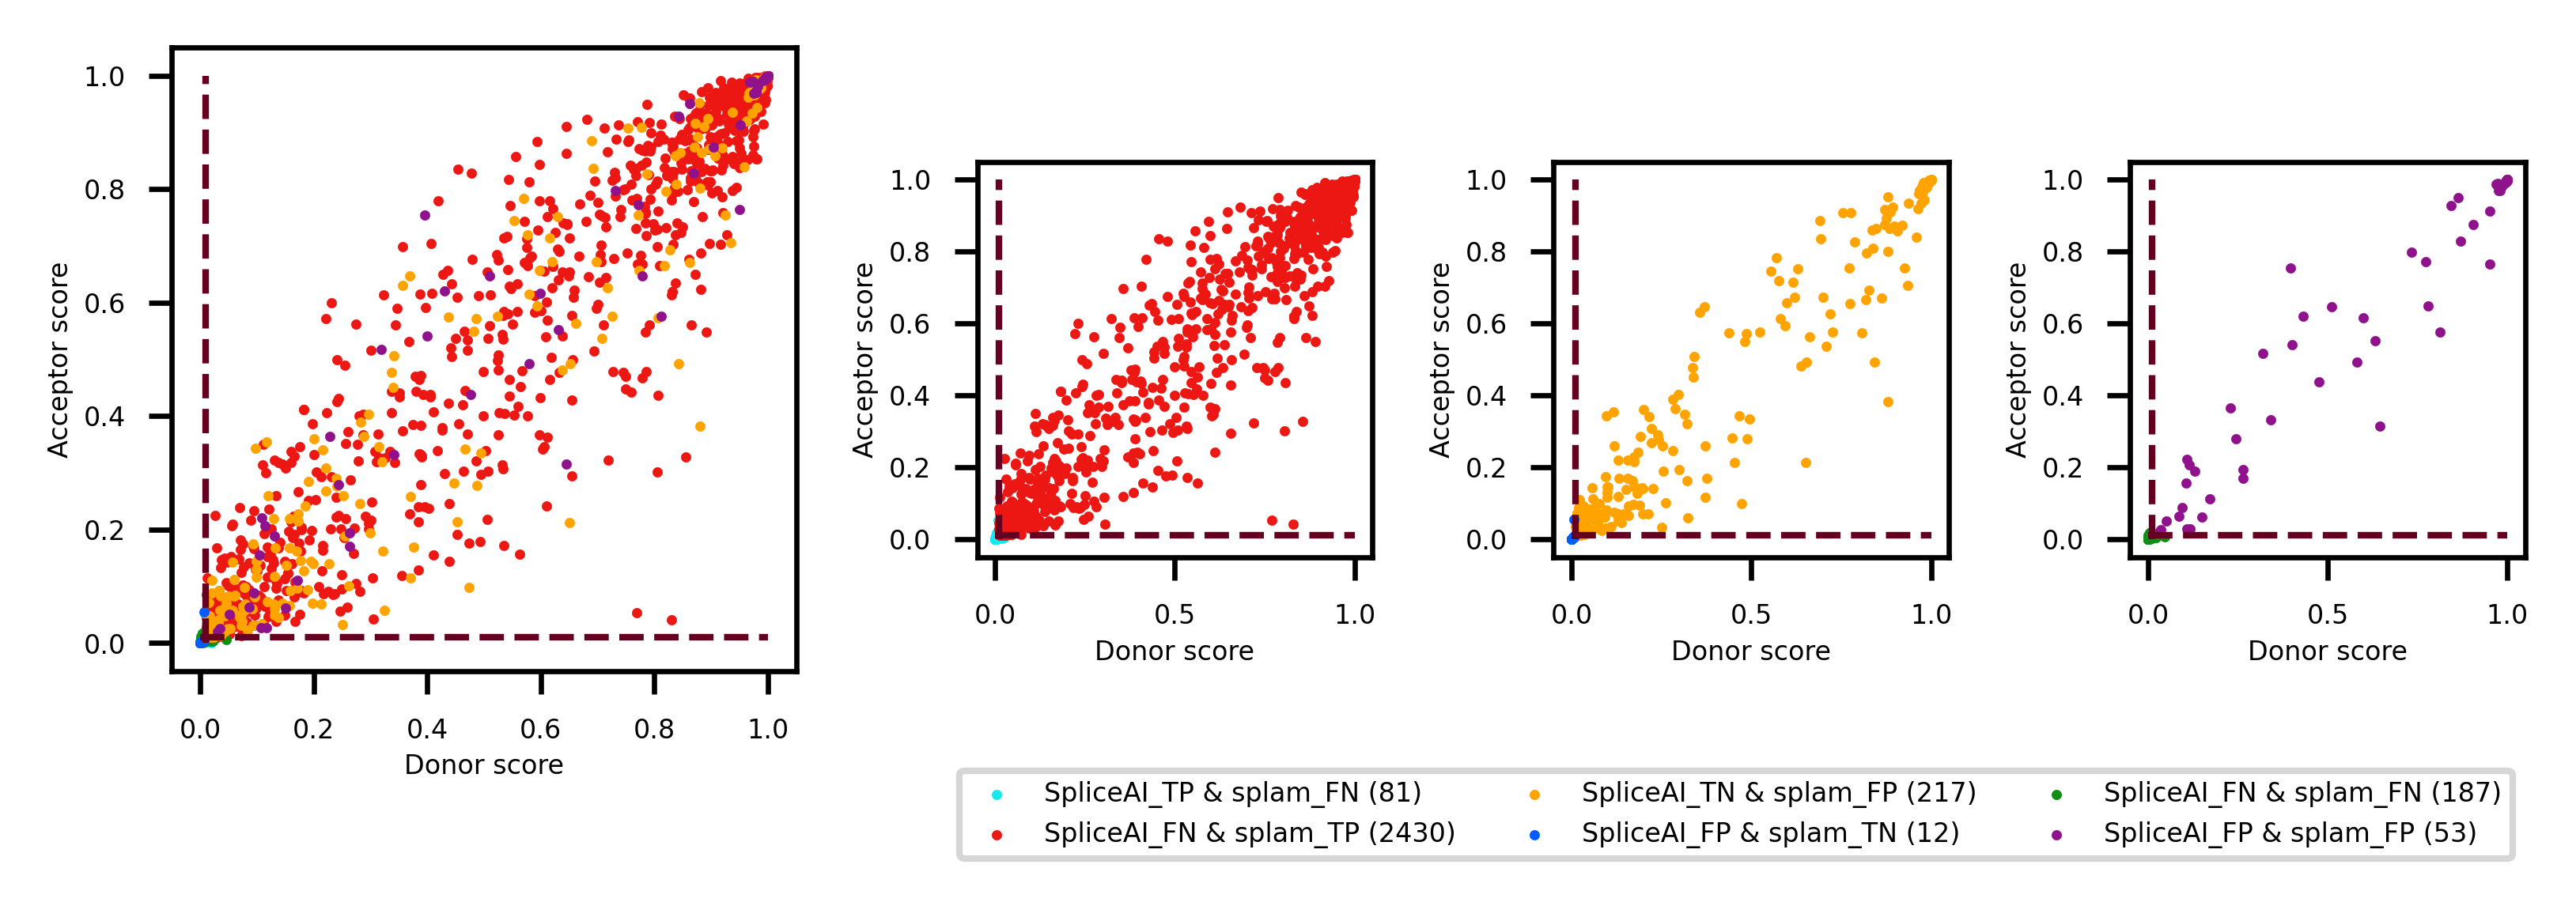 1.0
0.8
0.6
0.4
0.2
0.0
Acceptor score
0.0 0.2 0.4 0.6 0.8 1.0
Donor score
1.0
0.8
0.6
0.4
0.2
0.0
Acceptor score
0.0 0.5 1.0
Donor score
1.0
0.8
0.6
0.4
0.2
0.0
Acceptor score
0.0 0.5 1.0
Donor score
1.0
0.8
0.6
0.4
0.2
0.0
Acceptor score
0.0 0.5 1.0
Donor score
SpliceAI_TP & splam_FN (81)
SpliceAI_FN & splam_TP (2430)
SpliceAI_TN & splam_FP (217)
SpliceAI_FP & splam_TN (12)
SpliceAI_FN & splam_FN (187)
SpliceAI_FP & splam_FP (53)